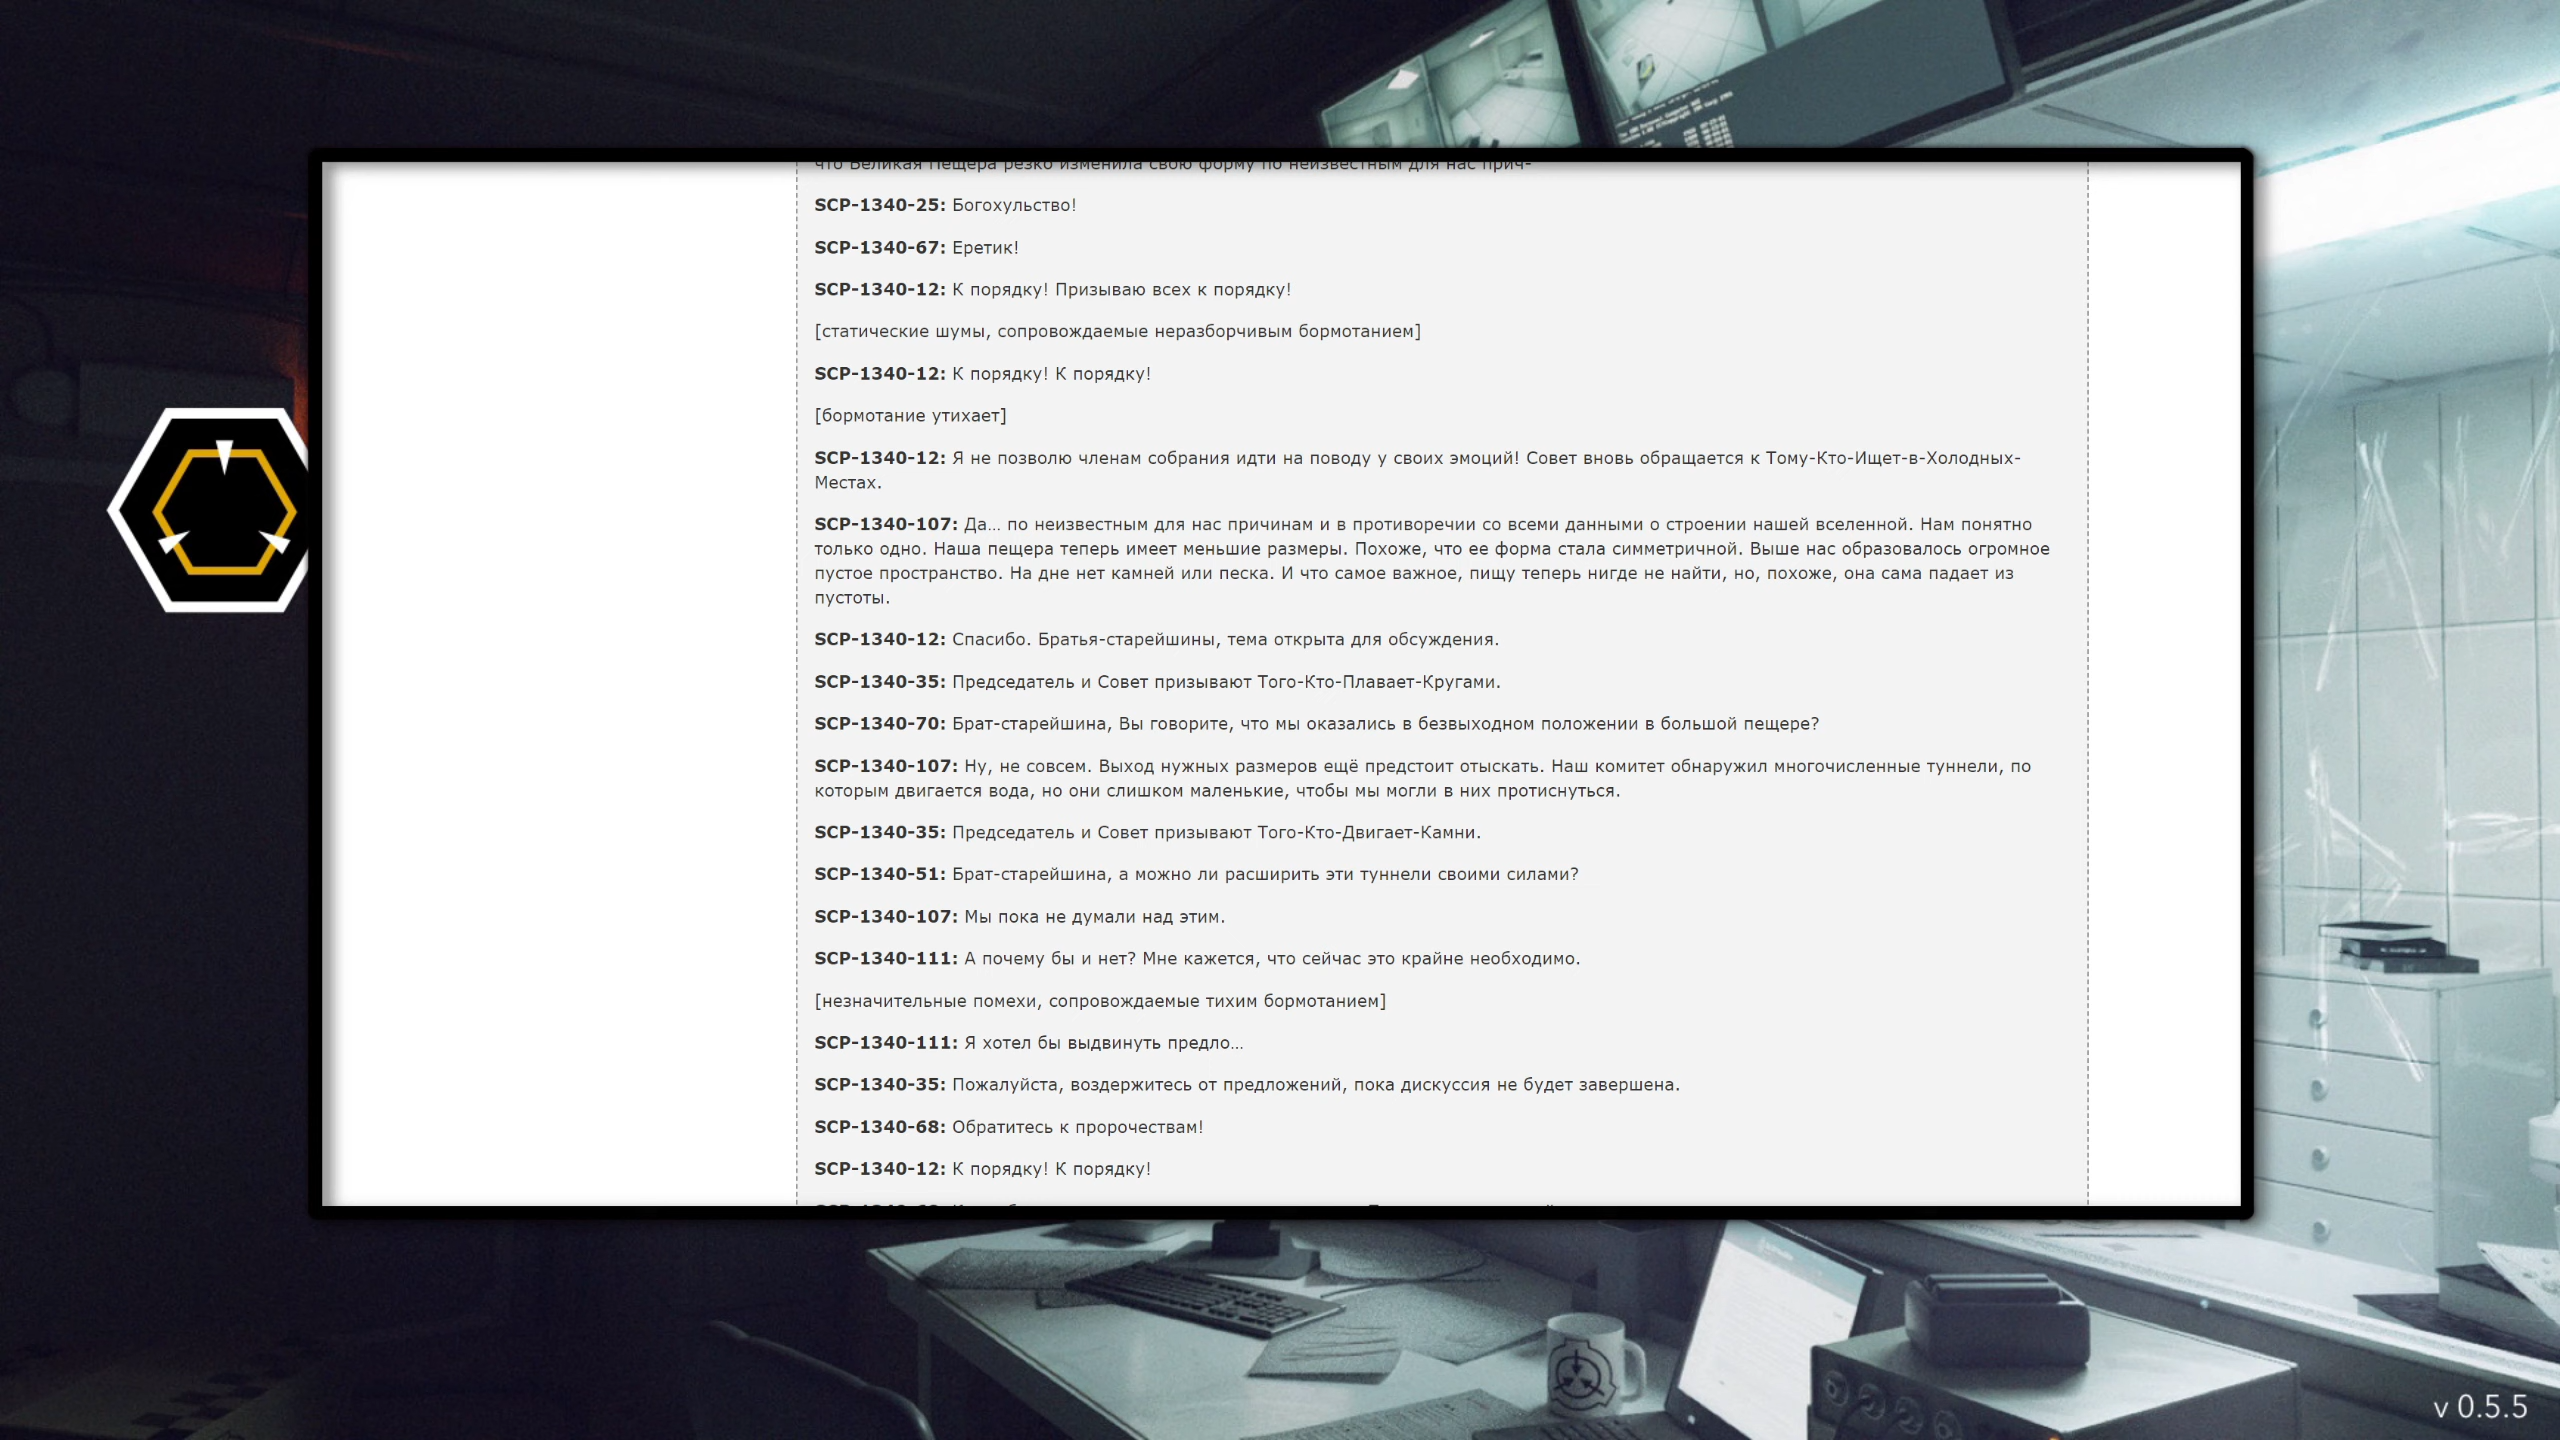 что Великая Пещера резко изменила свою форму по неизвестным для нас прич-
SCP-1340-25: Богохульство!
SCP-1340-67: Еретик!
SCP-1340-12: К порядку! Призываю всех к порядку!
[статические шумы, сопровождаемые неразборчивым бормотанием]
SCP-1340-12: К порядку! К порядку!
[бормотание утихает]
SCP-1340-12: Я не позволю членам собрания идти на поводу у своих эмоций! Совет вновь обращается к Тому-Кто-Ищет-в-Холодных-
Местах.
SCP-1340-107: Да… по неизвестным для нас причинам и в противоречии со всеми данными о строении нашей вселенной. Нам понятно
только одно. Наша пещера теперь имеет меньшие размеры. Похоже, что ее форма стала симметричной. Выше нас образовалось огромное
пустое пространство. На дне нет камней или песка. И что самое важное, пищу теперь нигде не найти, но, похоже, она сама падает из
пустоты.
SCP-1340-12: Спасибо. Братья-старейшины, тема открыта для обсуждения.
SCP-1340-35: Председатель и Совет призывают Того-Кто-Плавает-Кругами.
SCP-1340-70: Брат-старейшина, Вы говорите, что мы оказались в безвыходном положении в большой пещере?
SCP-1340-107: Ну, не совсем. Выход нужных размеров ещё предстоит отыскать. Наш комитет обнаружил многочисленные туннели, по
которым двигается вода, но они слишком маленькие, чтобы мы могли в них протиснуться.
SCP-1340-35: Председатель и Совет призывают Того-Кто-Двигает-Камни.
SCP-1340-51: Брат-старейшина, а можно ли расширить эти туннели своими силами?
SCP-1340-107: Мы пока не думали над этим.
SCP-1340-111: А почему бы и нет? Мне кажется, что сейчас это крайне необходимо.
[незначительные помехи, сопровождаемые тихим бормотанием]
SCP-1340-111: Я хотел бы выдвинуть предло…
SCP-1340-35: Пожалуйста, воздержитесь от предложений, пока дискуссия не будет завершена.
SCP-1340-68: Обратитесь к пророчествам!
SCP-1340-12: К порядку! К порядку!
v 0.5.5